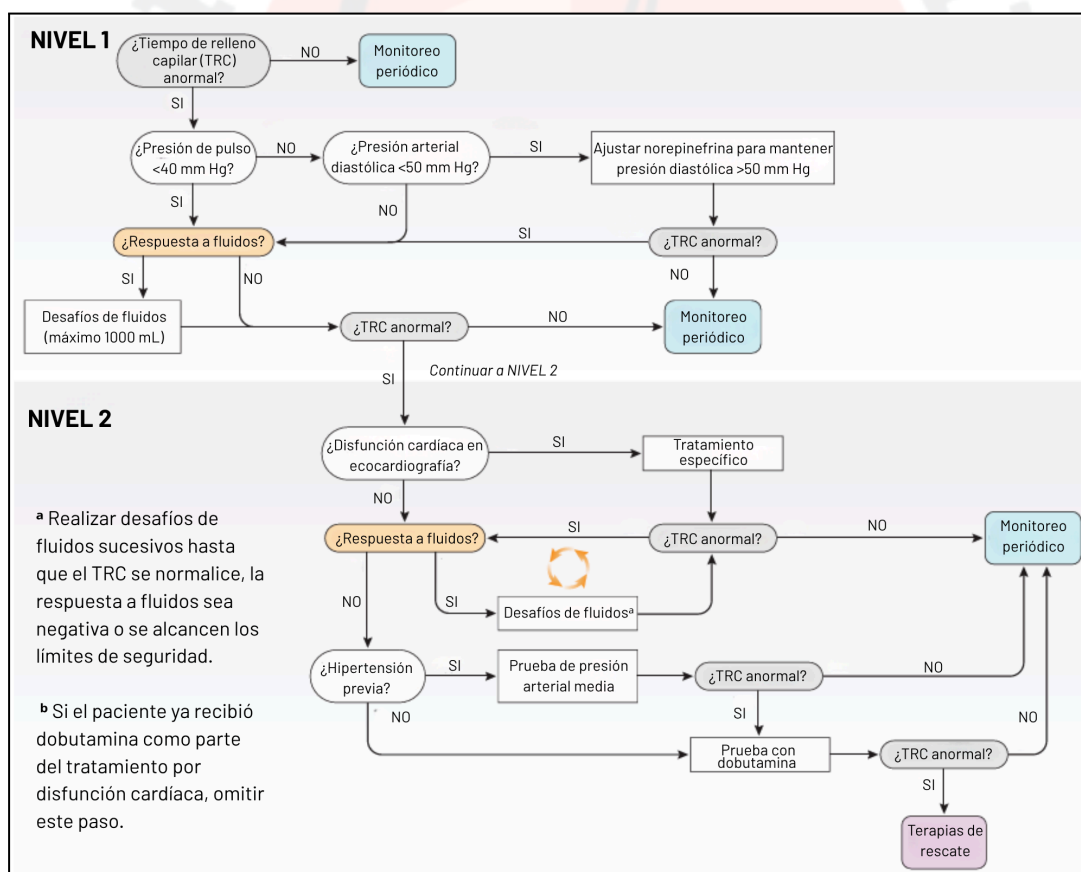 NIVEL 1
¿Tiempo de relleno
capilar (TRC)
anormal?
NO
Monitoreo
periódico
SI
¿Presión de pulso
<40 mm Hg?
NO
¿Presión arterial
diastólica <50 mm Hg?
SI
Ajustar norepinefrina para mantener
presión diastólica >50 mm Hg
SI
NO
¿Respuesta a fluidos?
SI
¿TRC anormal?
SI
NO
NO
Desafíos de fluidos
(máximo 1000 mL)
¿TRC anormal?
NO
Monitoreo
periódico
SI
Continuar a NIVEL 2
NIVEL 2
¿Disfunción cardíaca en
ecocardiografía?
SI
Tratamiento
específico
NO
¿Respuesta a fluidos?
SI
¿TRC anormal?
NO
Monitoreo
periódico
NO
SI
Desafíos de fluidosª
¿Hipertensión
previa?
SI
Prueba de presión
arterial media
¿TRC anormal?
NO
NO
SI
NO
Prueba con
dobutamina
¿TRC anormal?
SI
Terapias de
rescate
ª Realizar desafíos de
fluidos sucesivos hasta
que el TRC se normalice, la
respuesta a fluidos sea
negativa o se alcancen los
límites de seguridad.
ᵇ Si el paciente ya recibió
dobutamina como parte
del tratamiento por
disfunción cardíaca, omitir
este paso.